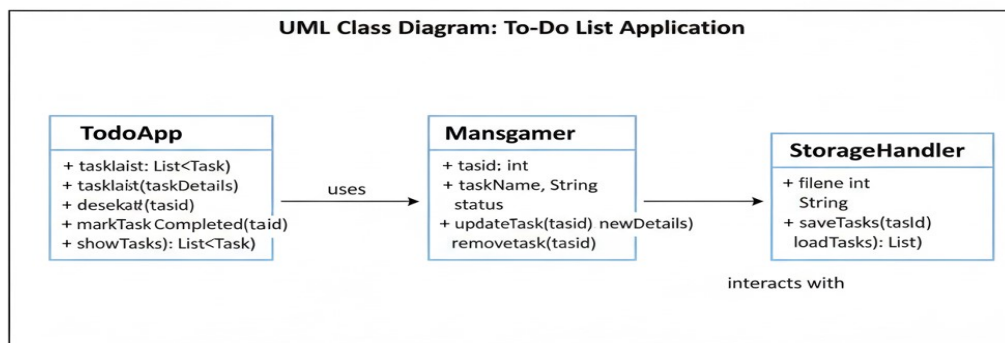 UML Class Diagram: To-Do List Application
TodoApp
+ tasklaist: List<Task)
+ tasklaist(taskDetails)
+ (tasid)
+ markTask Completed(taid)
+ showTasks): List<Task)
uses
Mansgamer
+ tasid: int
+ taskName, String
status
+ updateTask(tasid) newDetails)
removetask(tasid)
StorageHandler
+ filene int
String
+ saveTasks(tasId)
loadTasks): List)
interacts with